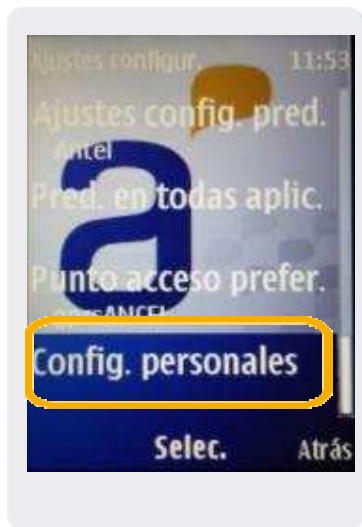 Ajustes configur. 11:53
Ajustes config. pred.
Antel
Pred. en todas aplic.
Punto acceso prefer.
gprsANCEL
Config. personales
Selec. Atrás